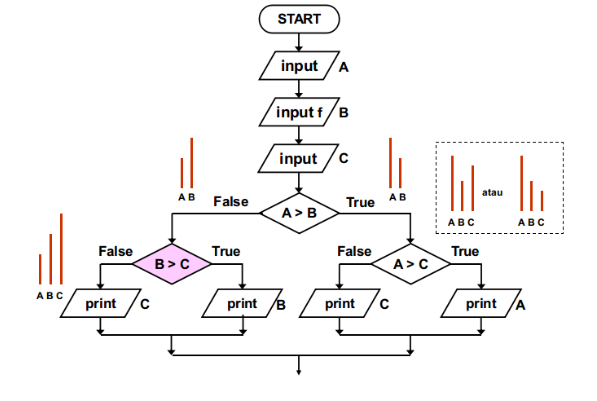 START
input A
input f B
input C
A B
A B
False
True
A > B
A B C
atau
A B C
False
True
B > C
False
True
A > C
A B C
print C
print B
print C
print A